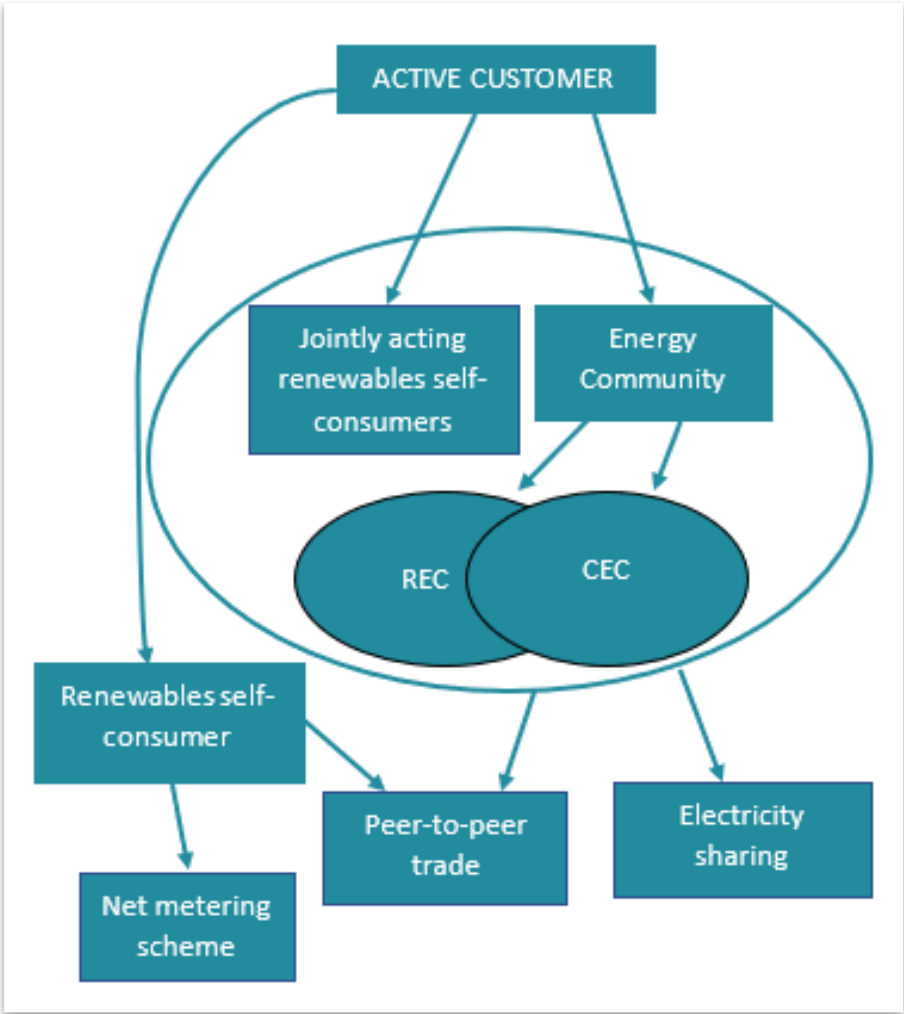 ACTIVE CUSTOMER
Jointly acting
renewables self-
consumers
Energy
Community
REC
CEC
Renewables self-
consumer
Peer-to-peer
trade
Electricity
sharing
Net metering
scheme